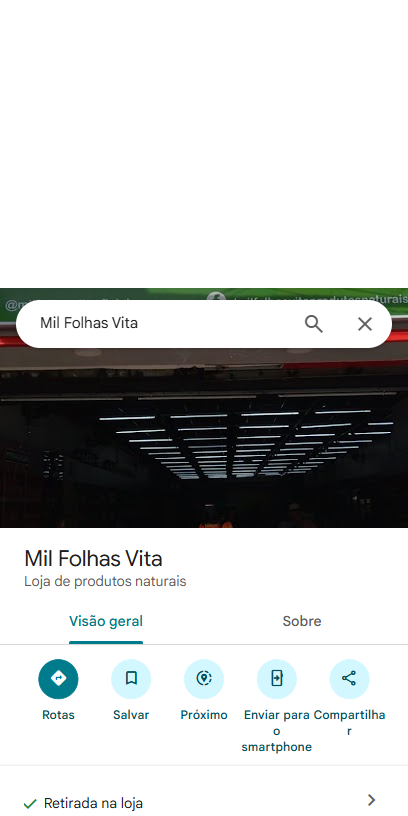 Mil Folhas Vita
Mil Folhas Vita
Loja de produtos naturais
Visão geral
Sobre
Rotas
Salvar
Próximo
Enviar para
o
smartphone
Compartilha
r
Retirada na loja